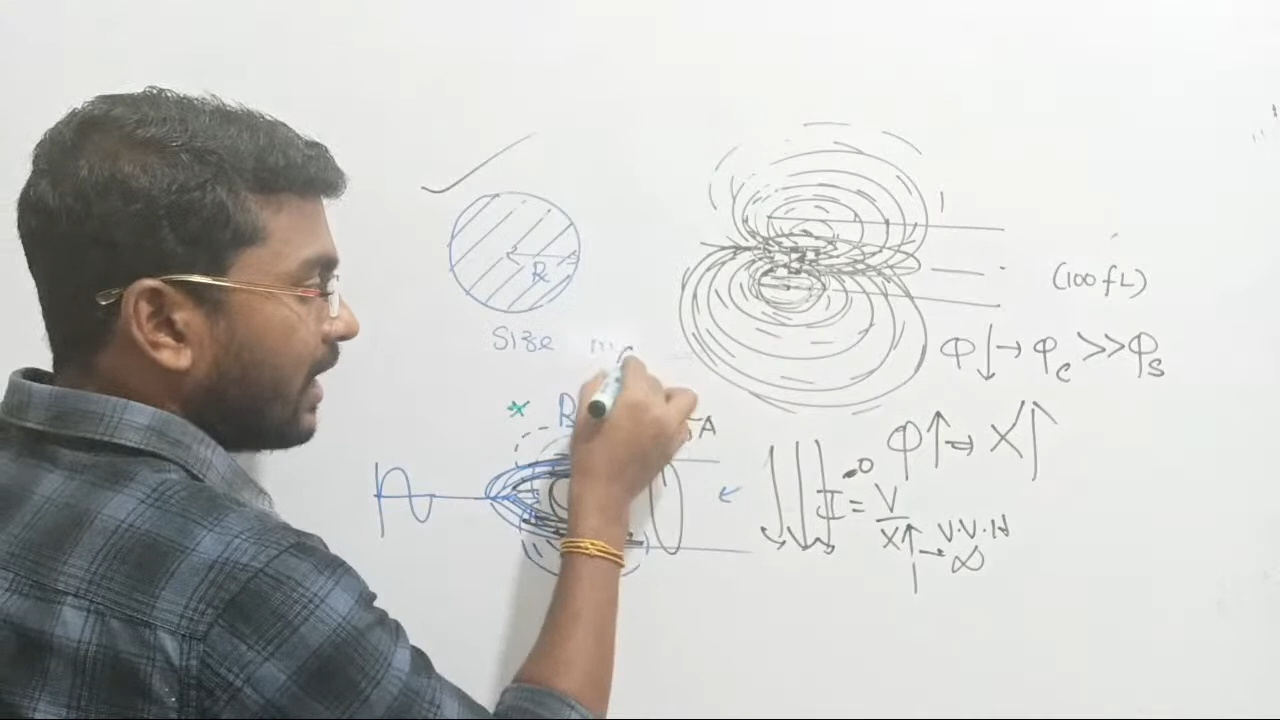 R
Size
(100 fL)
Φ↓ → Φc >> Φs
* B
A
Φ↑ → X↑
I = V
X↑ → V.V.H
∞